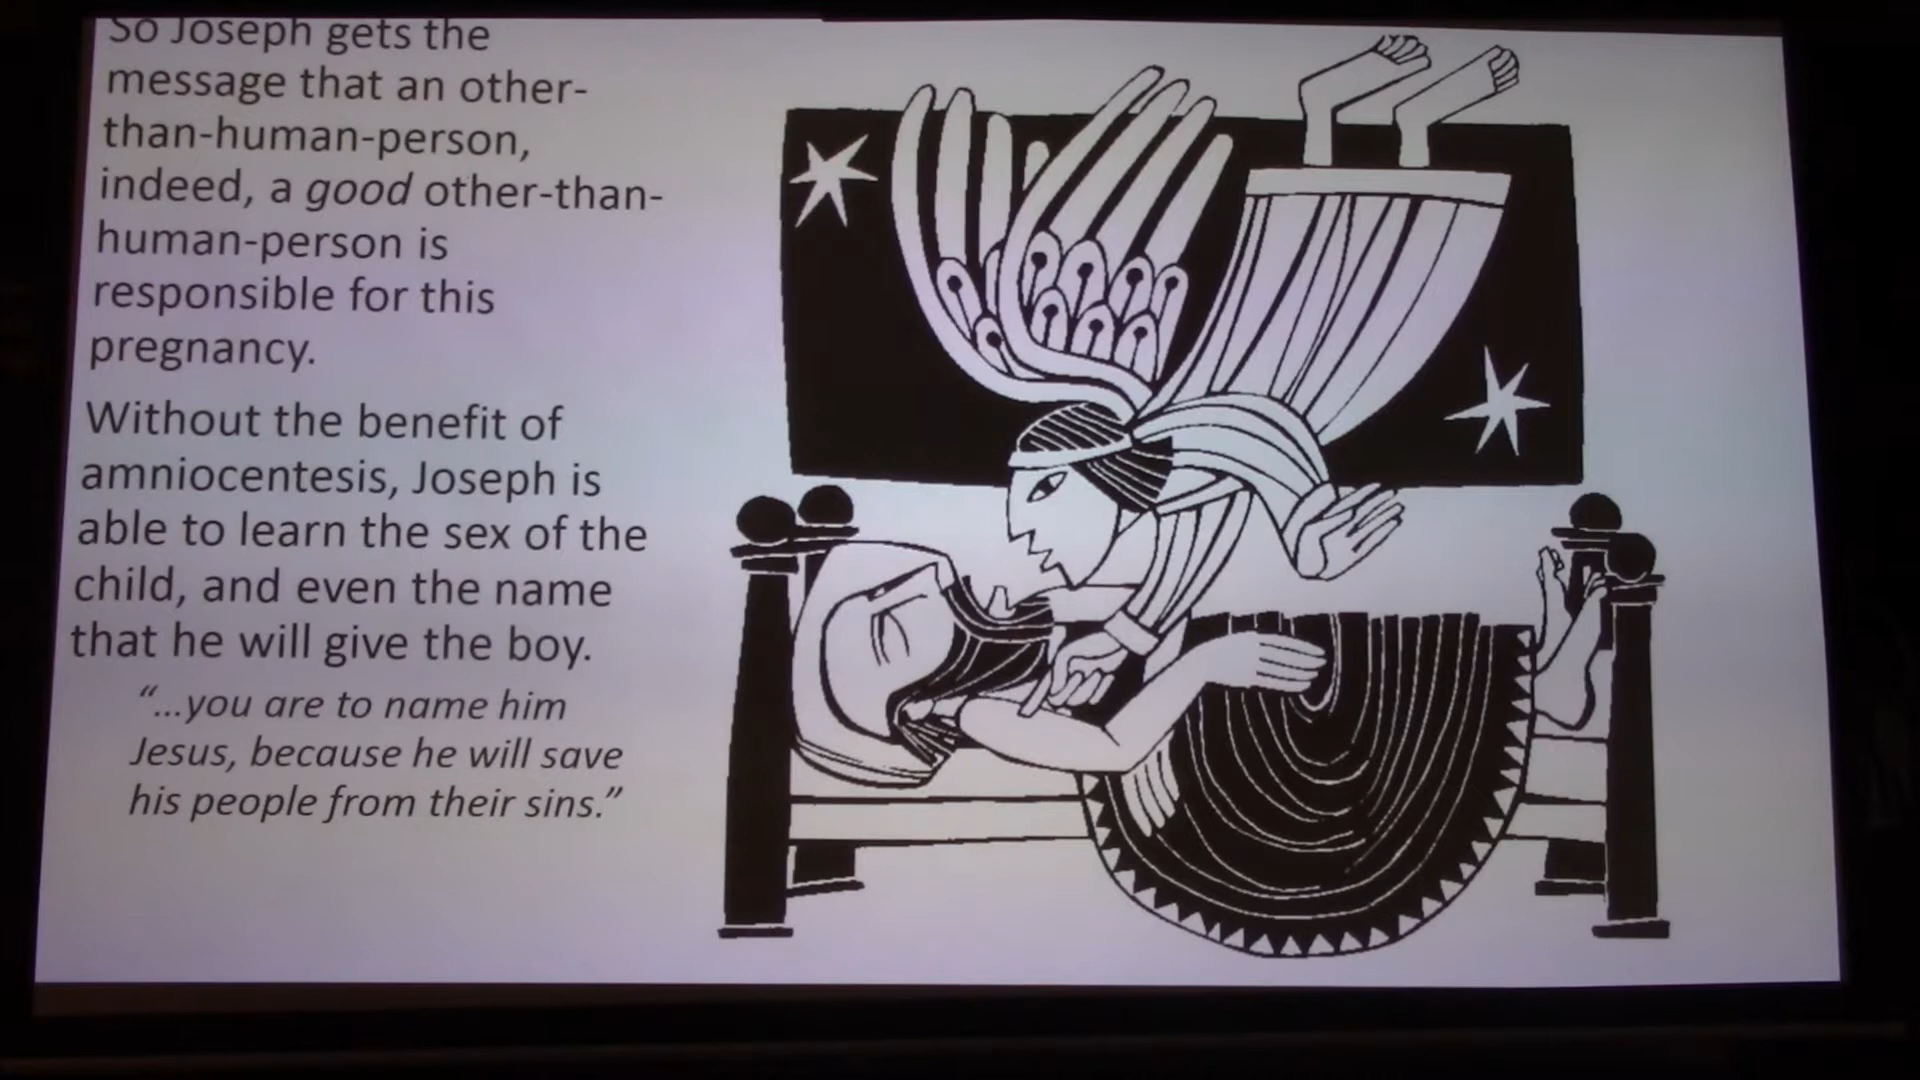 So Joseph gets the
message that an other-
than-human-person,
indeed, a good other-than-
human-person is
responsible for this
pregnancy.
Without the benefit of
amniocentesis, Joseph is
able to learn the sex of the
child, and even the name
that he will give the boy.
“...you are to name him
Jesus, because he will save
his people from their sins.”